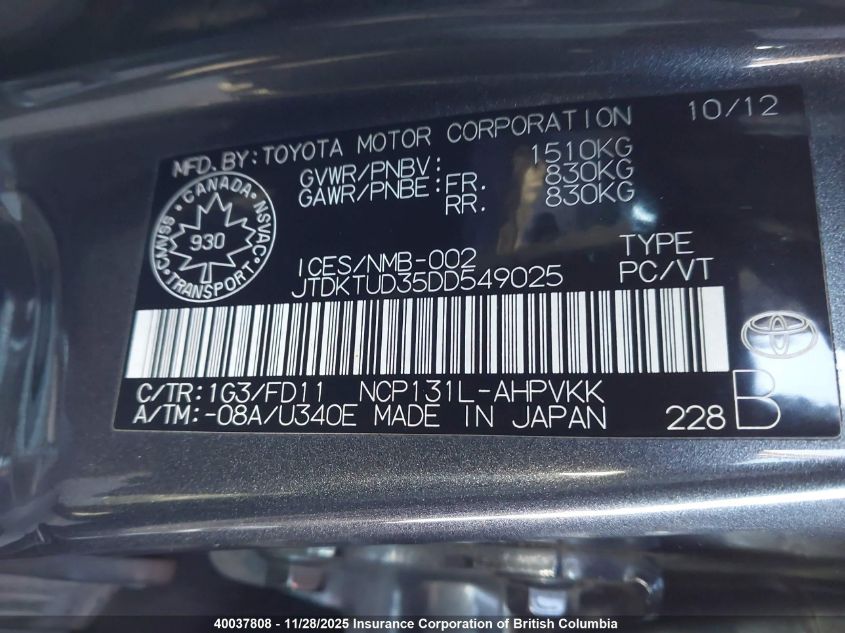 MFD. BY: TOYOTA MOTOR CORPORATION 10/12
GVWR/PNBV: 1510KG
GAWR/PNBE: FR. 830KG
RR. 830KG
CANADA
CMVSS NSVAC
930
TRANSPORT
ICES/NMB-002 TYPE
JTDKTUD35DD549025 PC/VT
C/TR: 1G3/FD11 NCP131L-AHPVKK
A/TM: -08A/U340E MADE IN JAPAN 228 B
40037808 - 11/28/2025 Insurance Corporation of British Columbia